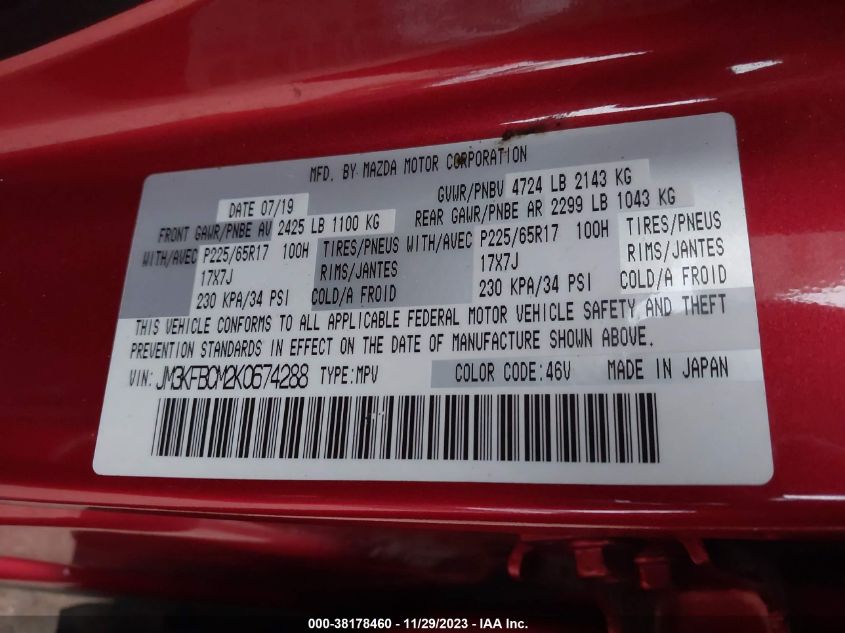 MFD. BY MAZDA MOTOR CORPORATION
DATE 07/19 GVWR/PNBV 4724 LB 2143 KG
FRONT GAWR/PNBE AV 2425 LB 1100 KG REAR GAWR/PNBE AR 2299 LB 1043 KG
WITH/AVEC P225/65R17 100H TIRES/PNEUS WITH/AVEC P225/65R17 100H TIRES/PNEUS
17X7J RIMS/JANTES 17X7J RIMS/JANTES
230 KPA/34 PSI COLD/A FROID 230 KPA/34 PSI COLD/A FROID
THIS VEHICLE CONFORMS TO ALL APPLICABLE FEDERAL MOTOR VEHICLE SAFETY AND THEFT
PREVENTION STANDARDS IN EFFECT ON THE DATE OF MANUFACTURE SHOWN ABOVE.
VIN: JM3KFBCM2K0674288 TYPE:MPV COLOR CODE:46V MADE IN JAPAN
000-38178460 - 11/29/2023 - IAA Inc.